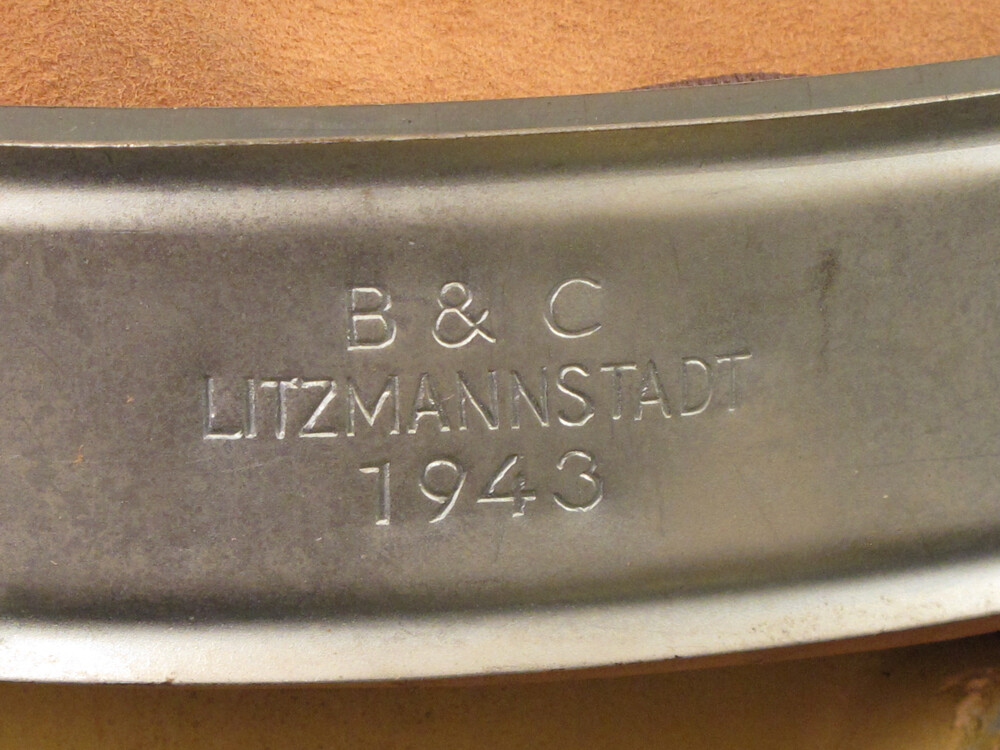 B & C
LITZMANNSTADT
1943